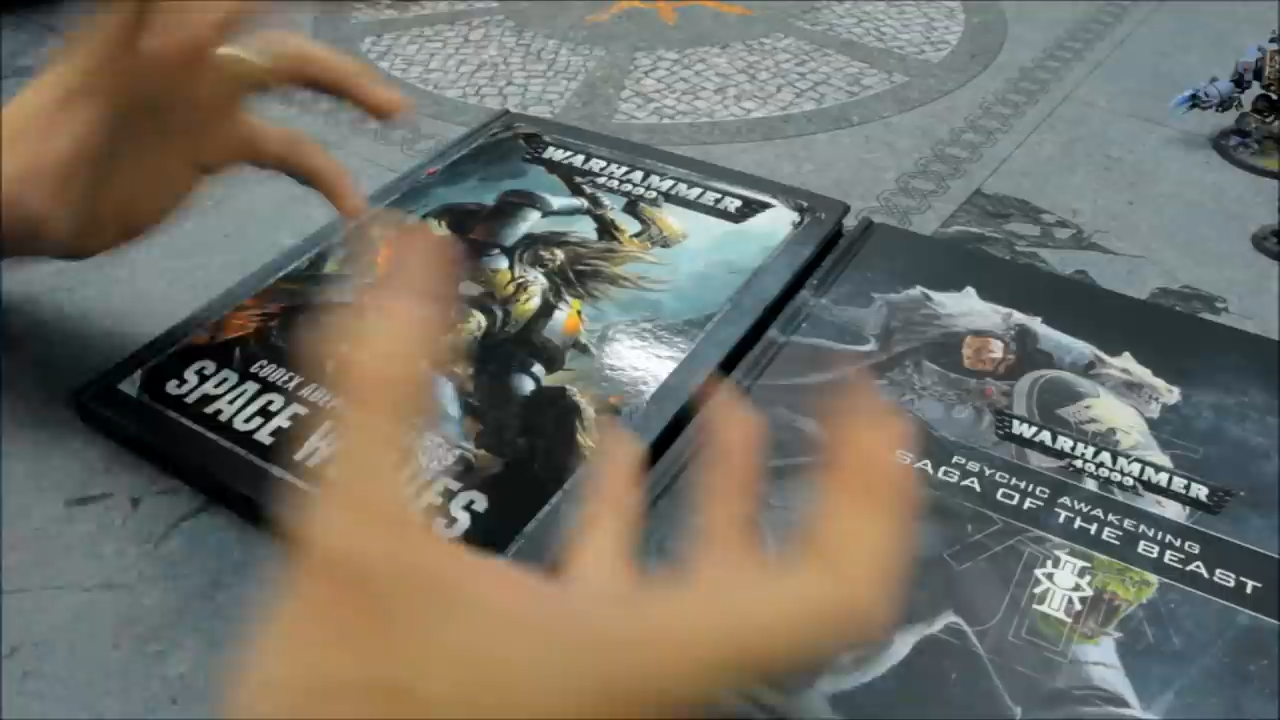 WARHAMMER
40,000
CODEX
SPACE
WARHAMMER
40,000
PSYCHIC AWAKENING
SAGA OF THE BEAST